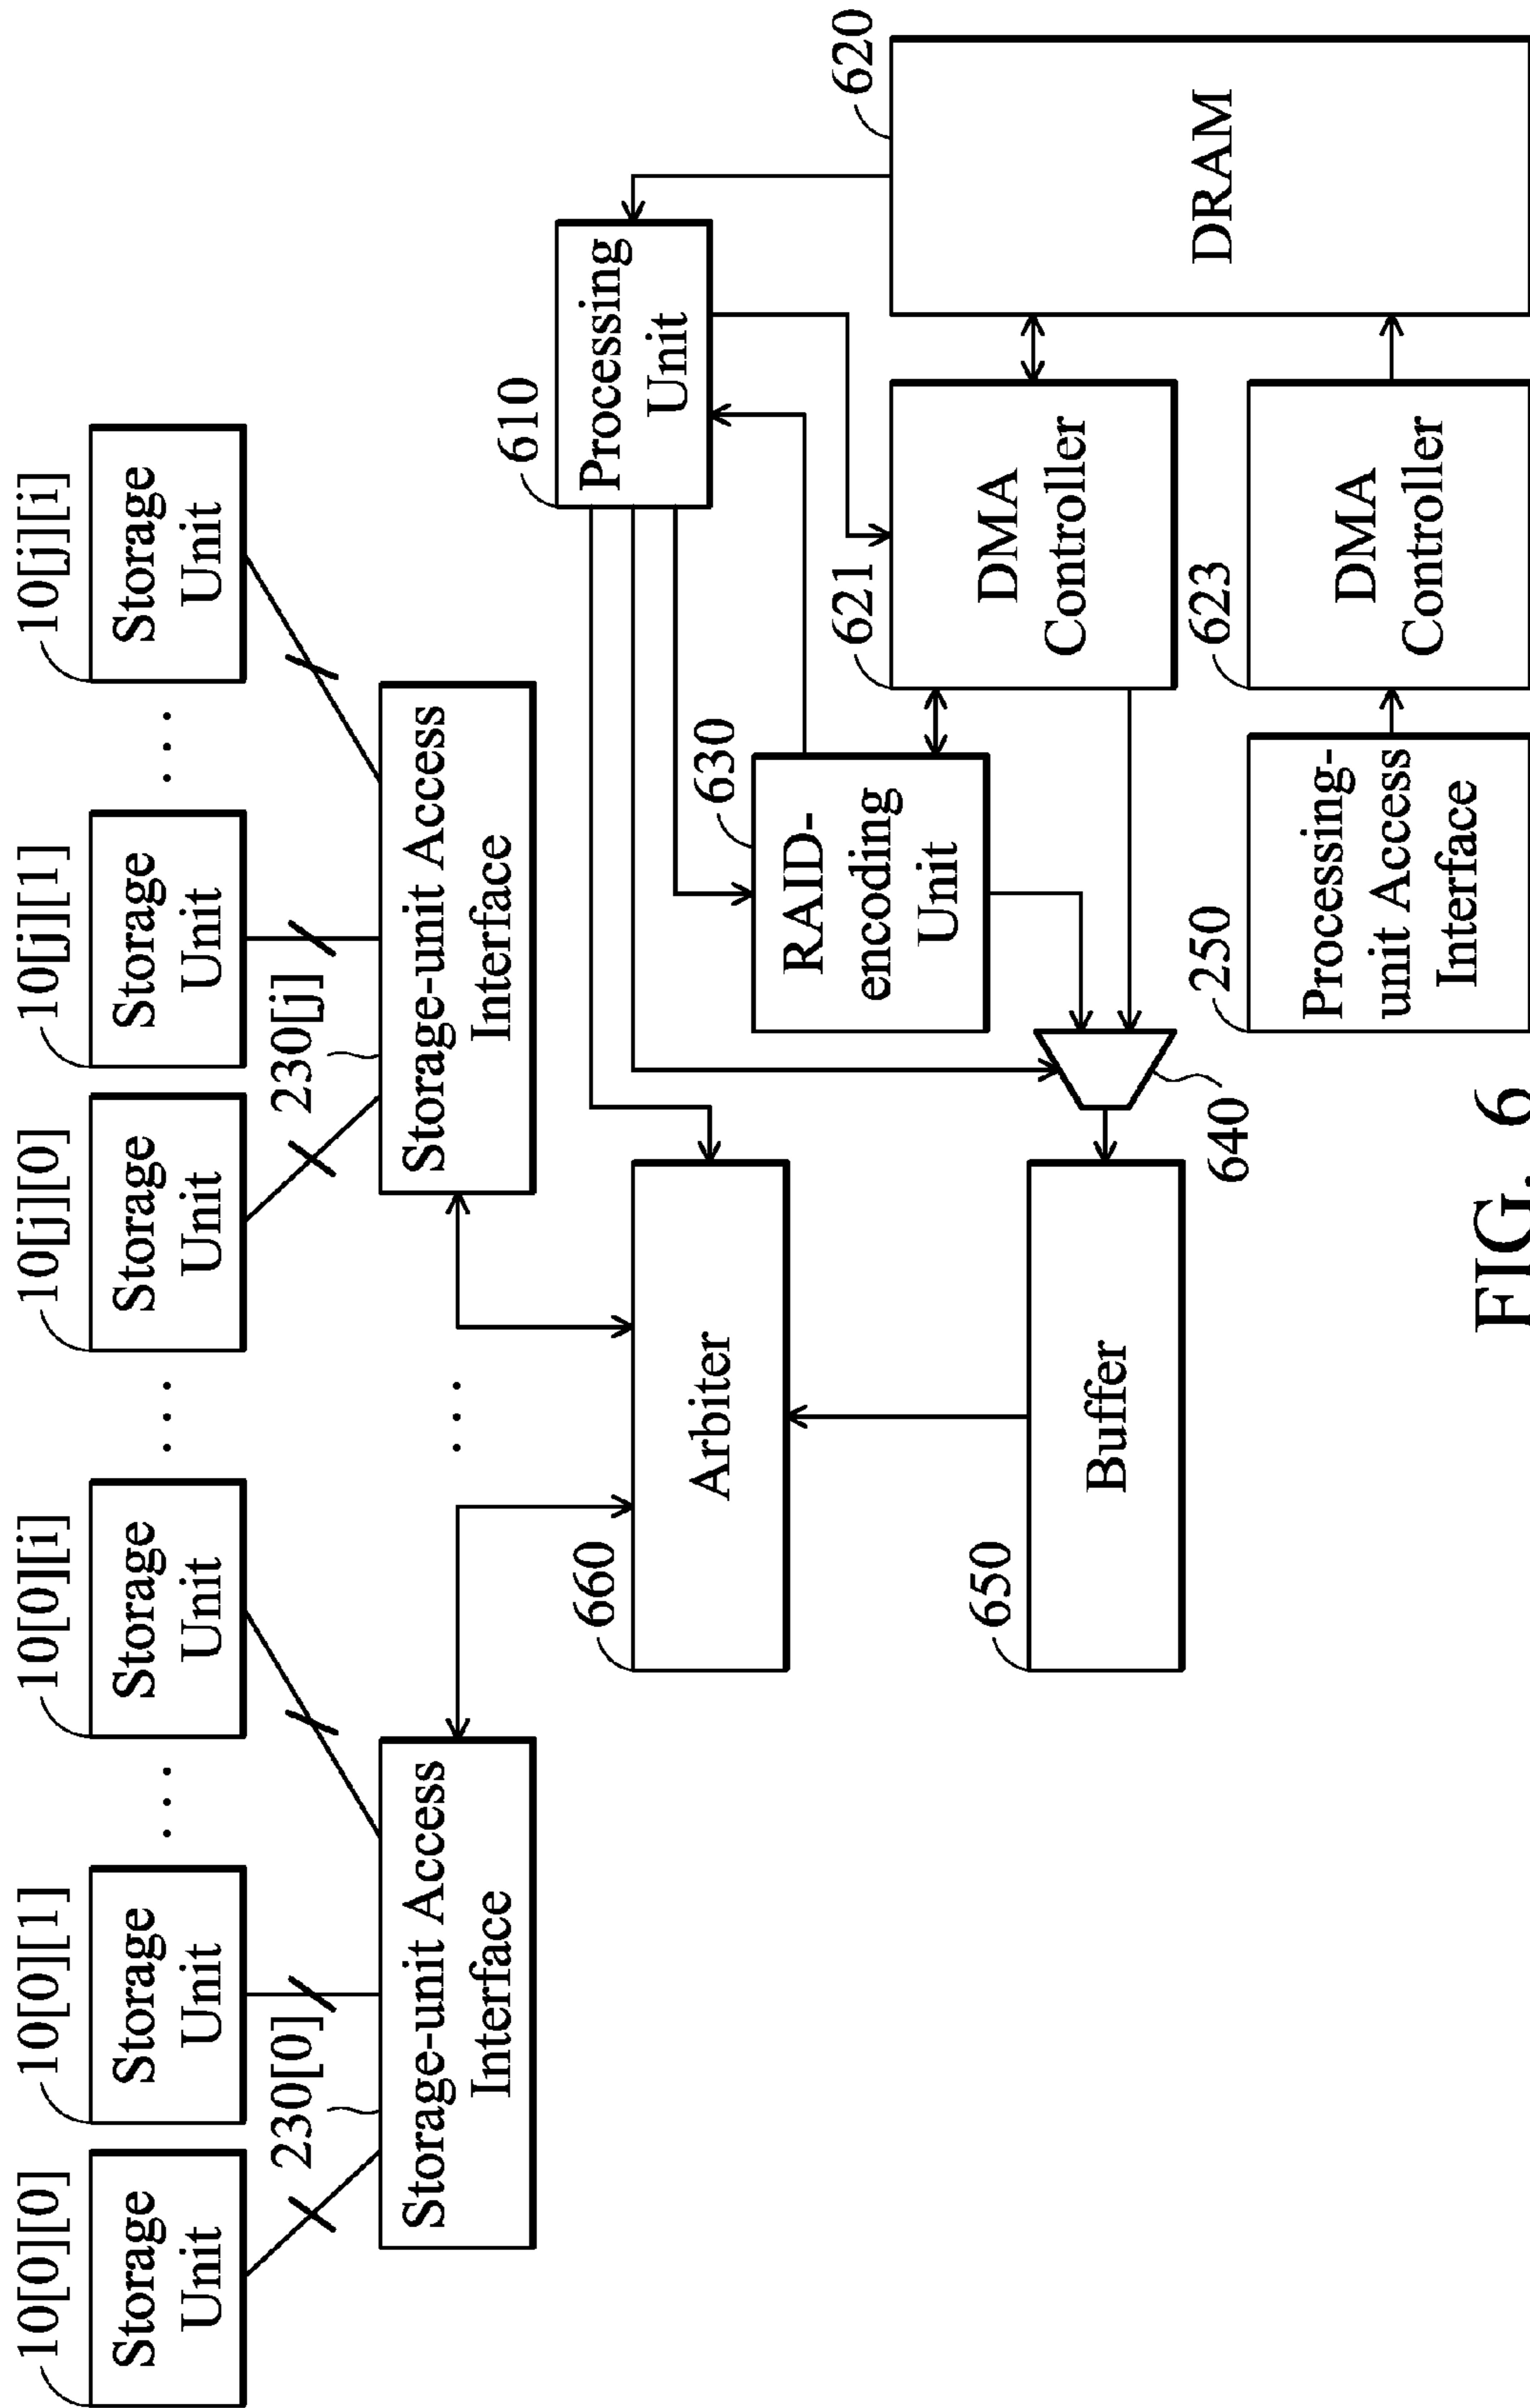 10[0][0]
10[0][1]
10[0][i]
10[j][0]
10[j][1]
10[j][i]
Storage
Unit
Storage
Unit
...
Storage
Unit
...
Storage
Unit
Storage
Unit
...
Storage
Unit
230[0]
230[j]
Storage-unit Access
Interface
...
Storage-unit Access
Interface
610
Processing
Unit
660
Arbiter
630
RAID-
encoding
Unit
621
DMA
Controller
620
DRAM
650
Buffer
640
250
Processing-
unit Access
Interface
623
DMA
Controller
FIG. 6